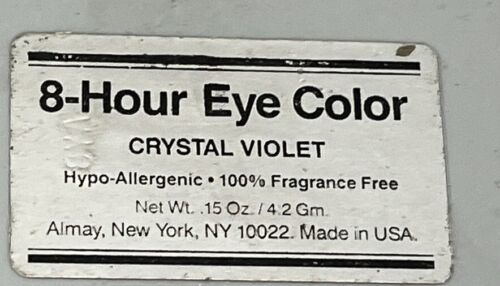 8-Hour Eye Color
CRYSTAL VIOLET
Hypo-Allergenic • 100% Fragrance Free
Net Wt. .15 Oz. / 4.2 Gm.
Almay, New York, NY 10022. Made in USA.